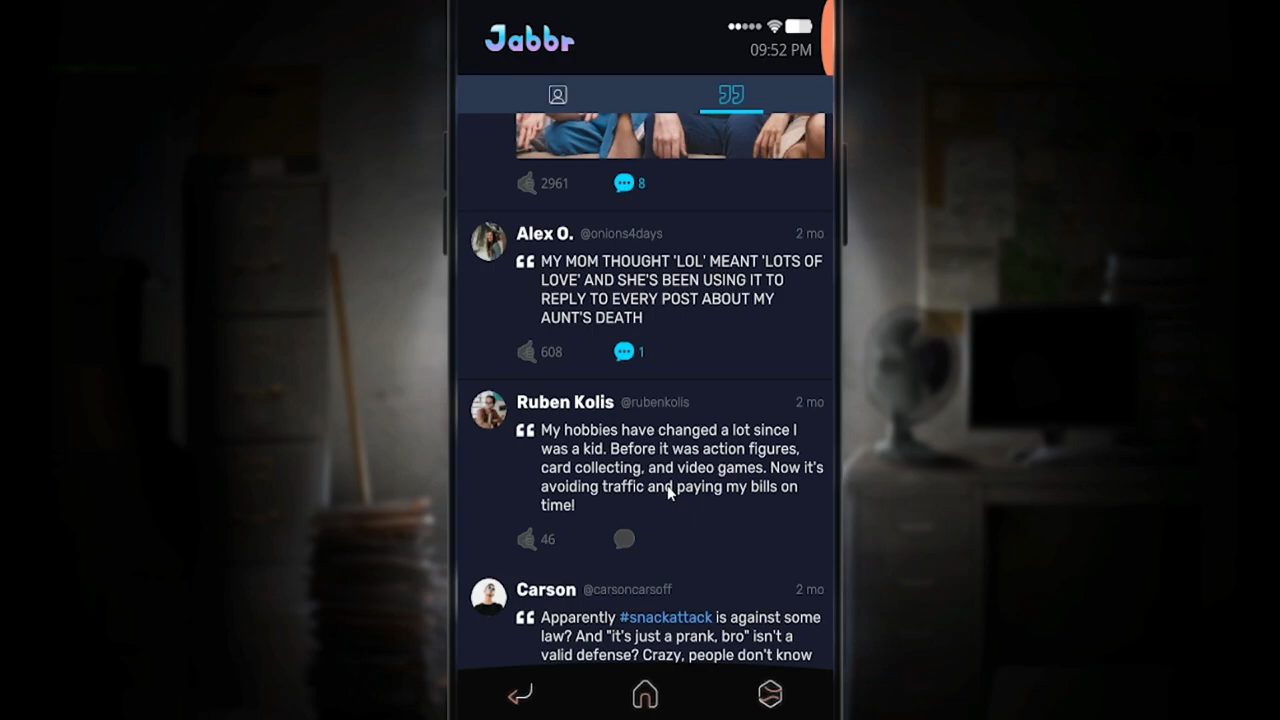 Jabbr
09:52 PM
2961
8
Alex O. @onions4days 2 mo
MY MOM THOUGHT 'LOL' MEANT 'LOTS OF
LOVE' AND SHE'S BEEN USING IT TO
REPLY TO EVERY POST ABOUT MY
AUNT'S DEATH
608
1
Ruben Kolis @rubenkolis 2 mo
My hobbies have changed a lot since I
was a kid. Before it was action figures,
card collecting, and video games. Now it's
avoiding traffic and paying my bills on
time!
46
Carson @carsoncarsoff 2 mo
Apparently #snackattack is against some
law? And "it's just a prank, bro" isn't a
valid defense? Crazy, people don't know